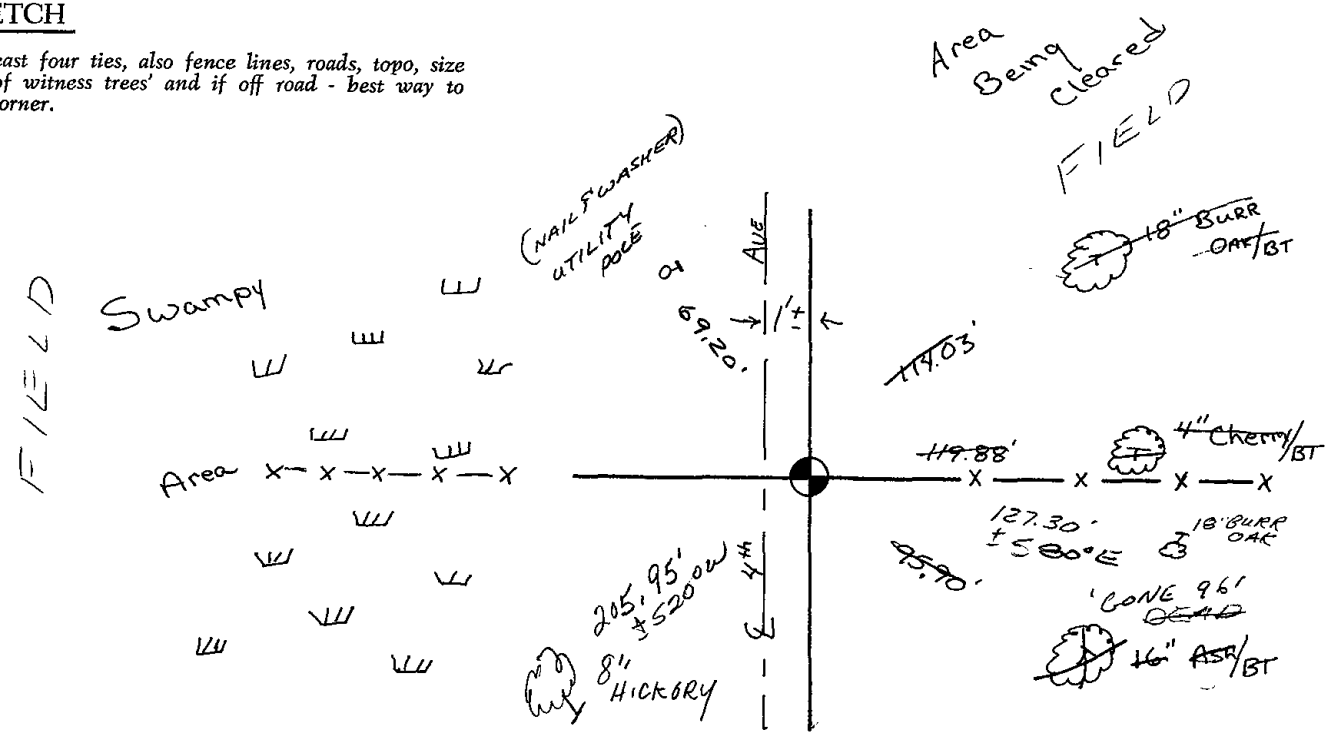 ETCH
east four ties, also fence lines, roads, topo, size
of witness trees' and if off road - best way to
orner.
Area
Being
Cleared
FIELD
(NAIL & WASHER)
UTILITY
POLE
69.20'
AVE
1'±
18" BURR
OAK/BT
114.03'
FIELD
Swampy
Area
X-X-X-X-X
119.88'
4" Cherry/BT
X X X X
127.30'
±S80°E
18" BURR
OAK
95.90'
'GONE 96'
DEAD
16" ASH/BT
205.95'
±S20°W
8"
HICKORY
4th